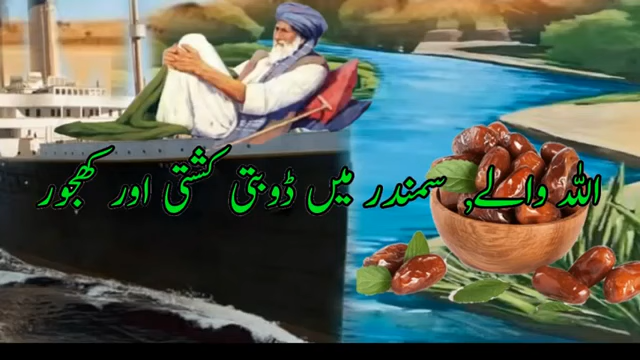 اللہ والے, سمندر میں ڈوبتی کشتی اور کھجور